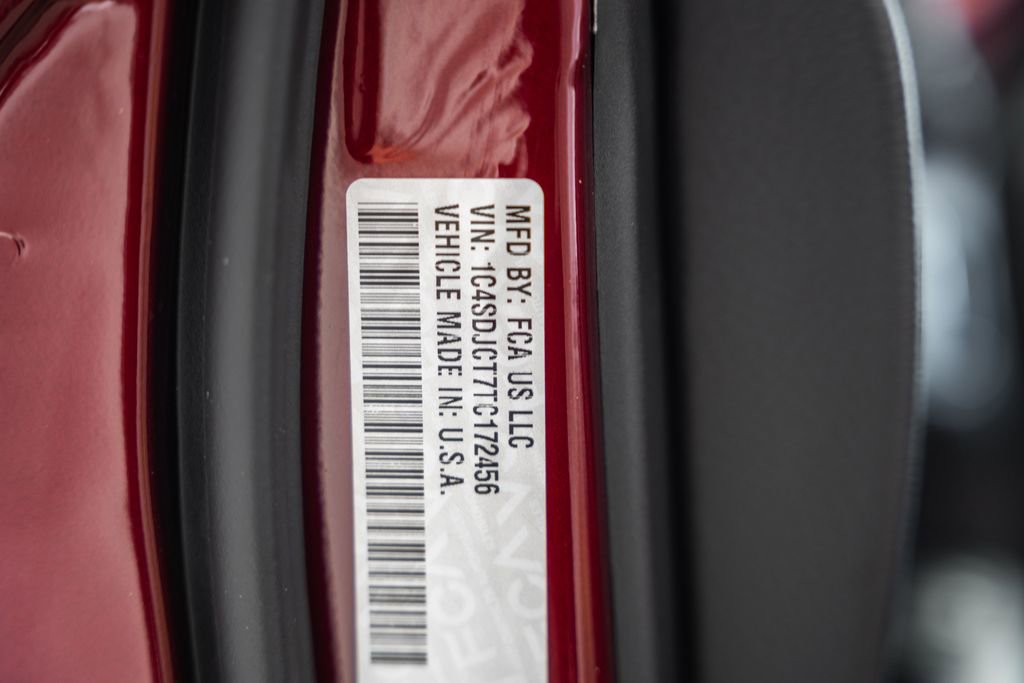 MFD BY: FCA US LLC
VIN: 1C4SDJCT7TC172456
VEHICLE MADE IN: U.S.A.